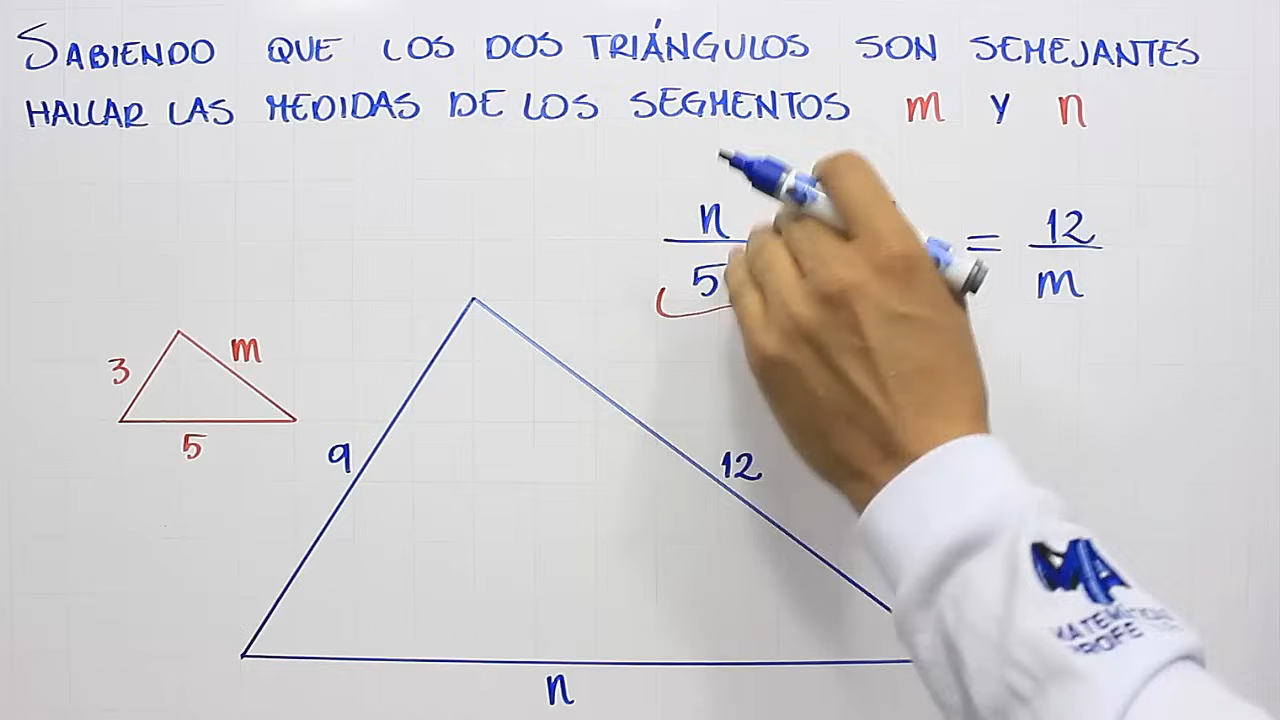 SABIENDO QUE LOS DOS TRIÁNGULOS SON SEMEJANTES
HALLAR LAS MEDIDAS DE LOS SEGMENTOS m Y n
n
5
=
12
m
3
m
5
9
12
n
MA